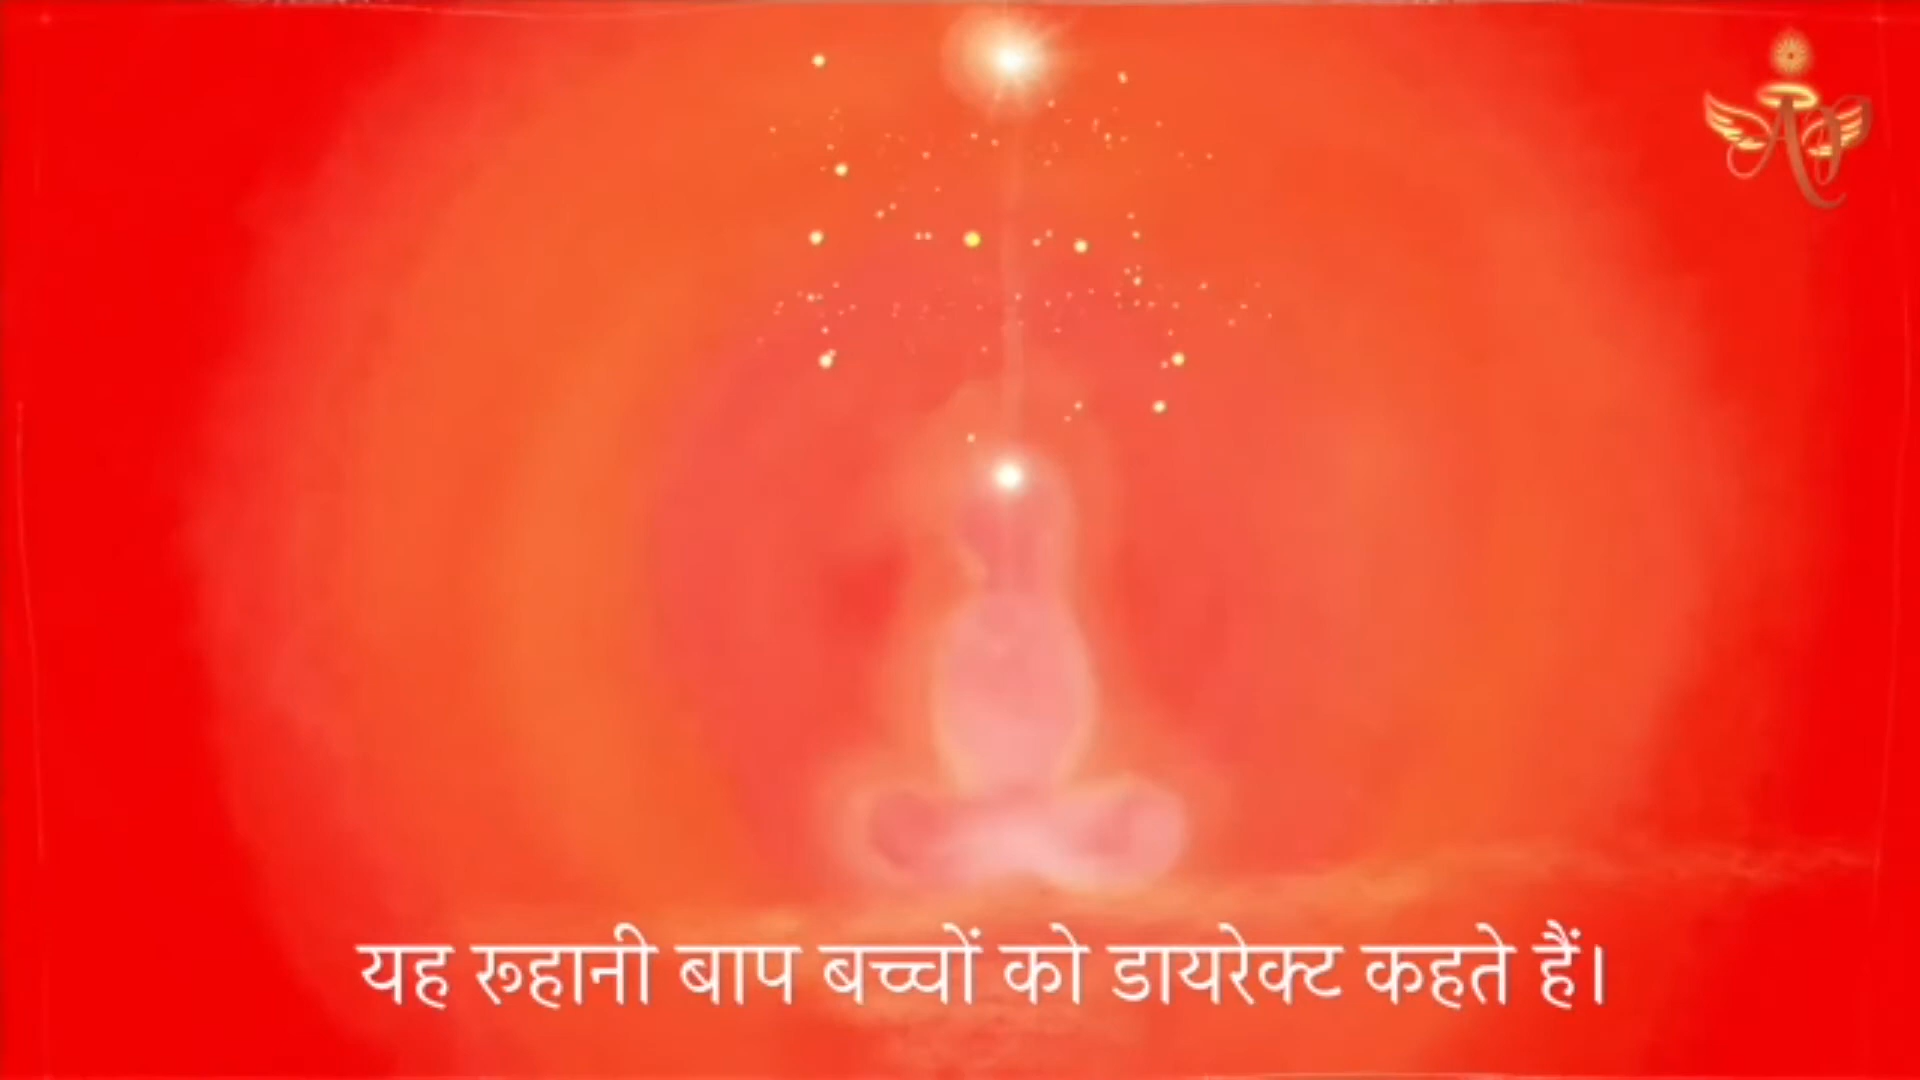 यह रूहानी बाप बच्चों को डायरेक्ट कहते हैं।